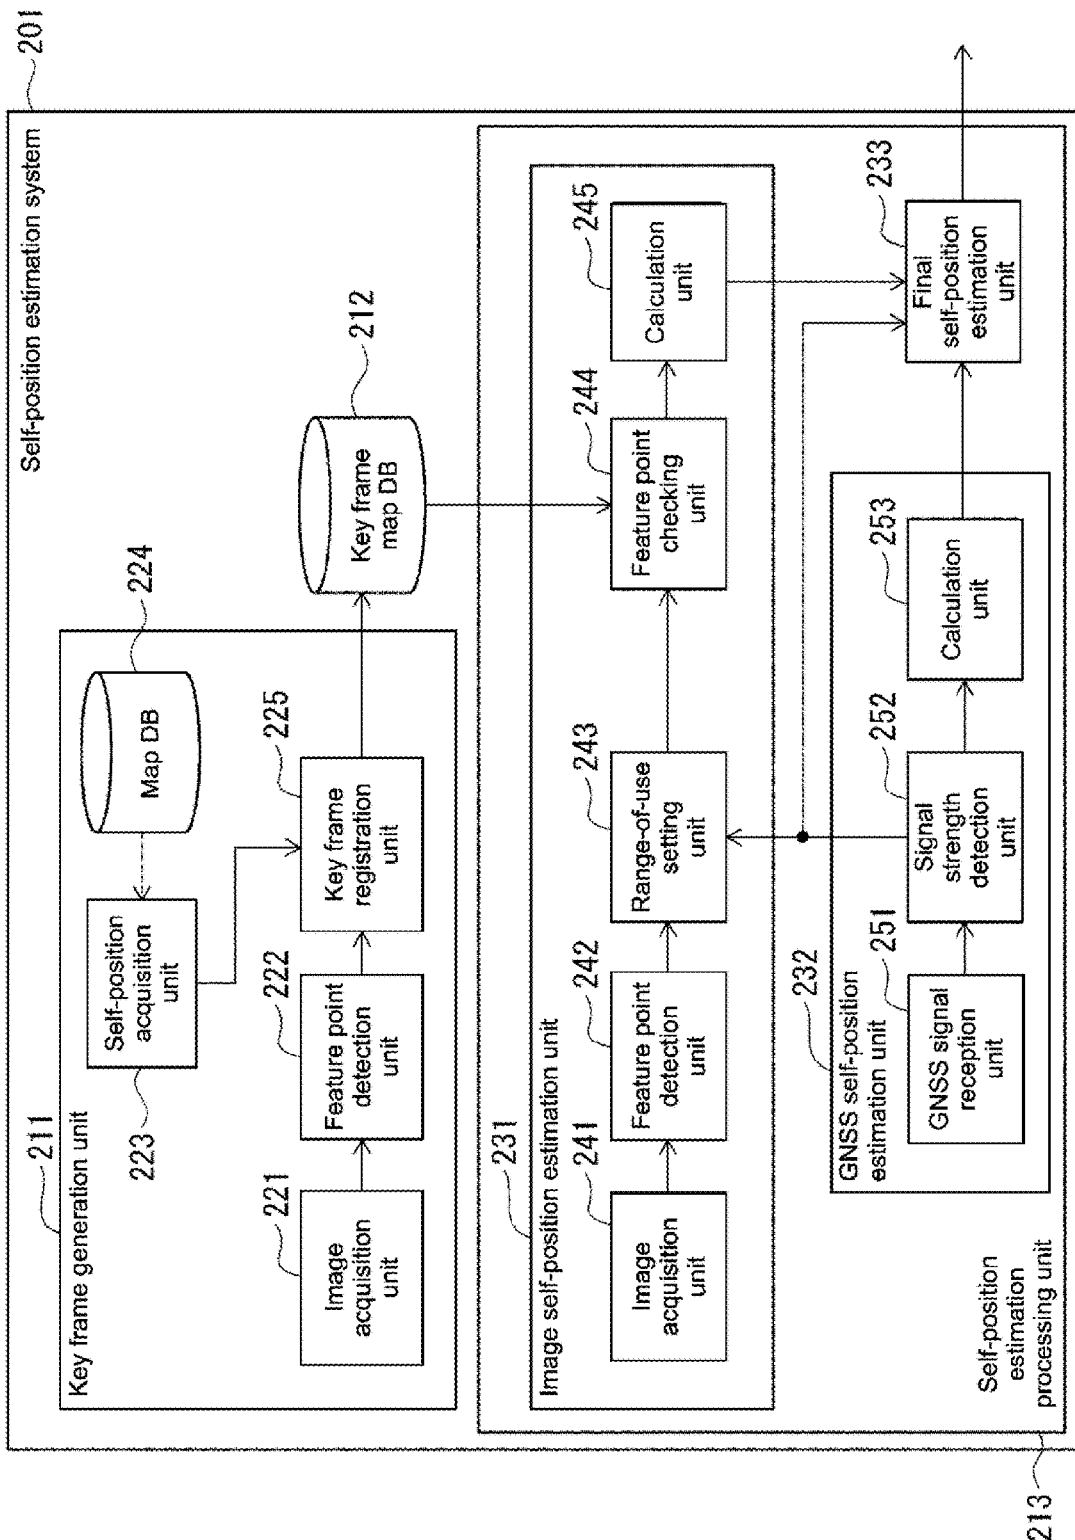 201
Self-position estimation system
211
Key frame generation unit
224
Map DB
Self-position
acquisition
unit
223
221
Image
acquisition
unit
222
Feature point
detection
unit
225
Key frame
registration
unit
212
Key frame
map DB
231
Image self-position estimation unit
241
Image
acquisition
unit
242
Feature point
detection
unit
243
Range-of-use
setting
unit
244
Feature point
checking
unit
245
Calculation
unit
232
GNSS self-position
estimation unit
251
GNSS signal
reception
unit
252
Signal
strength
detection
unit
253
Calculation
unit
233
Final
self-position
estimation
unit
Self-position
estimation
processing unit
213